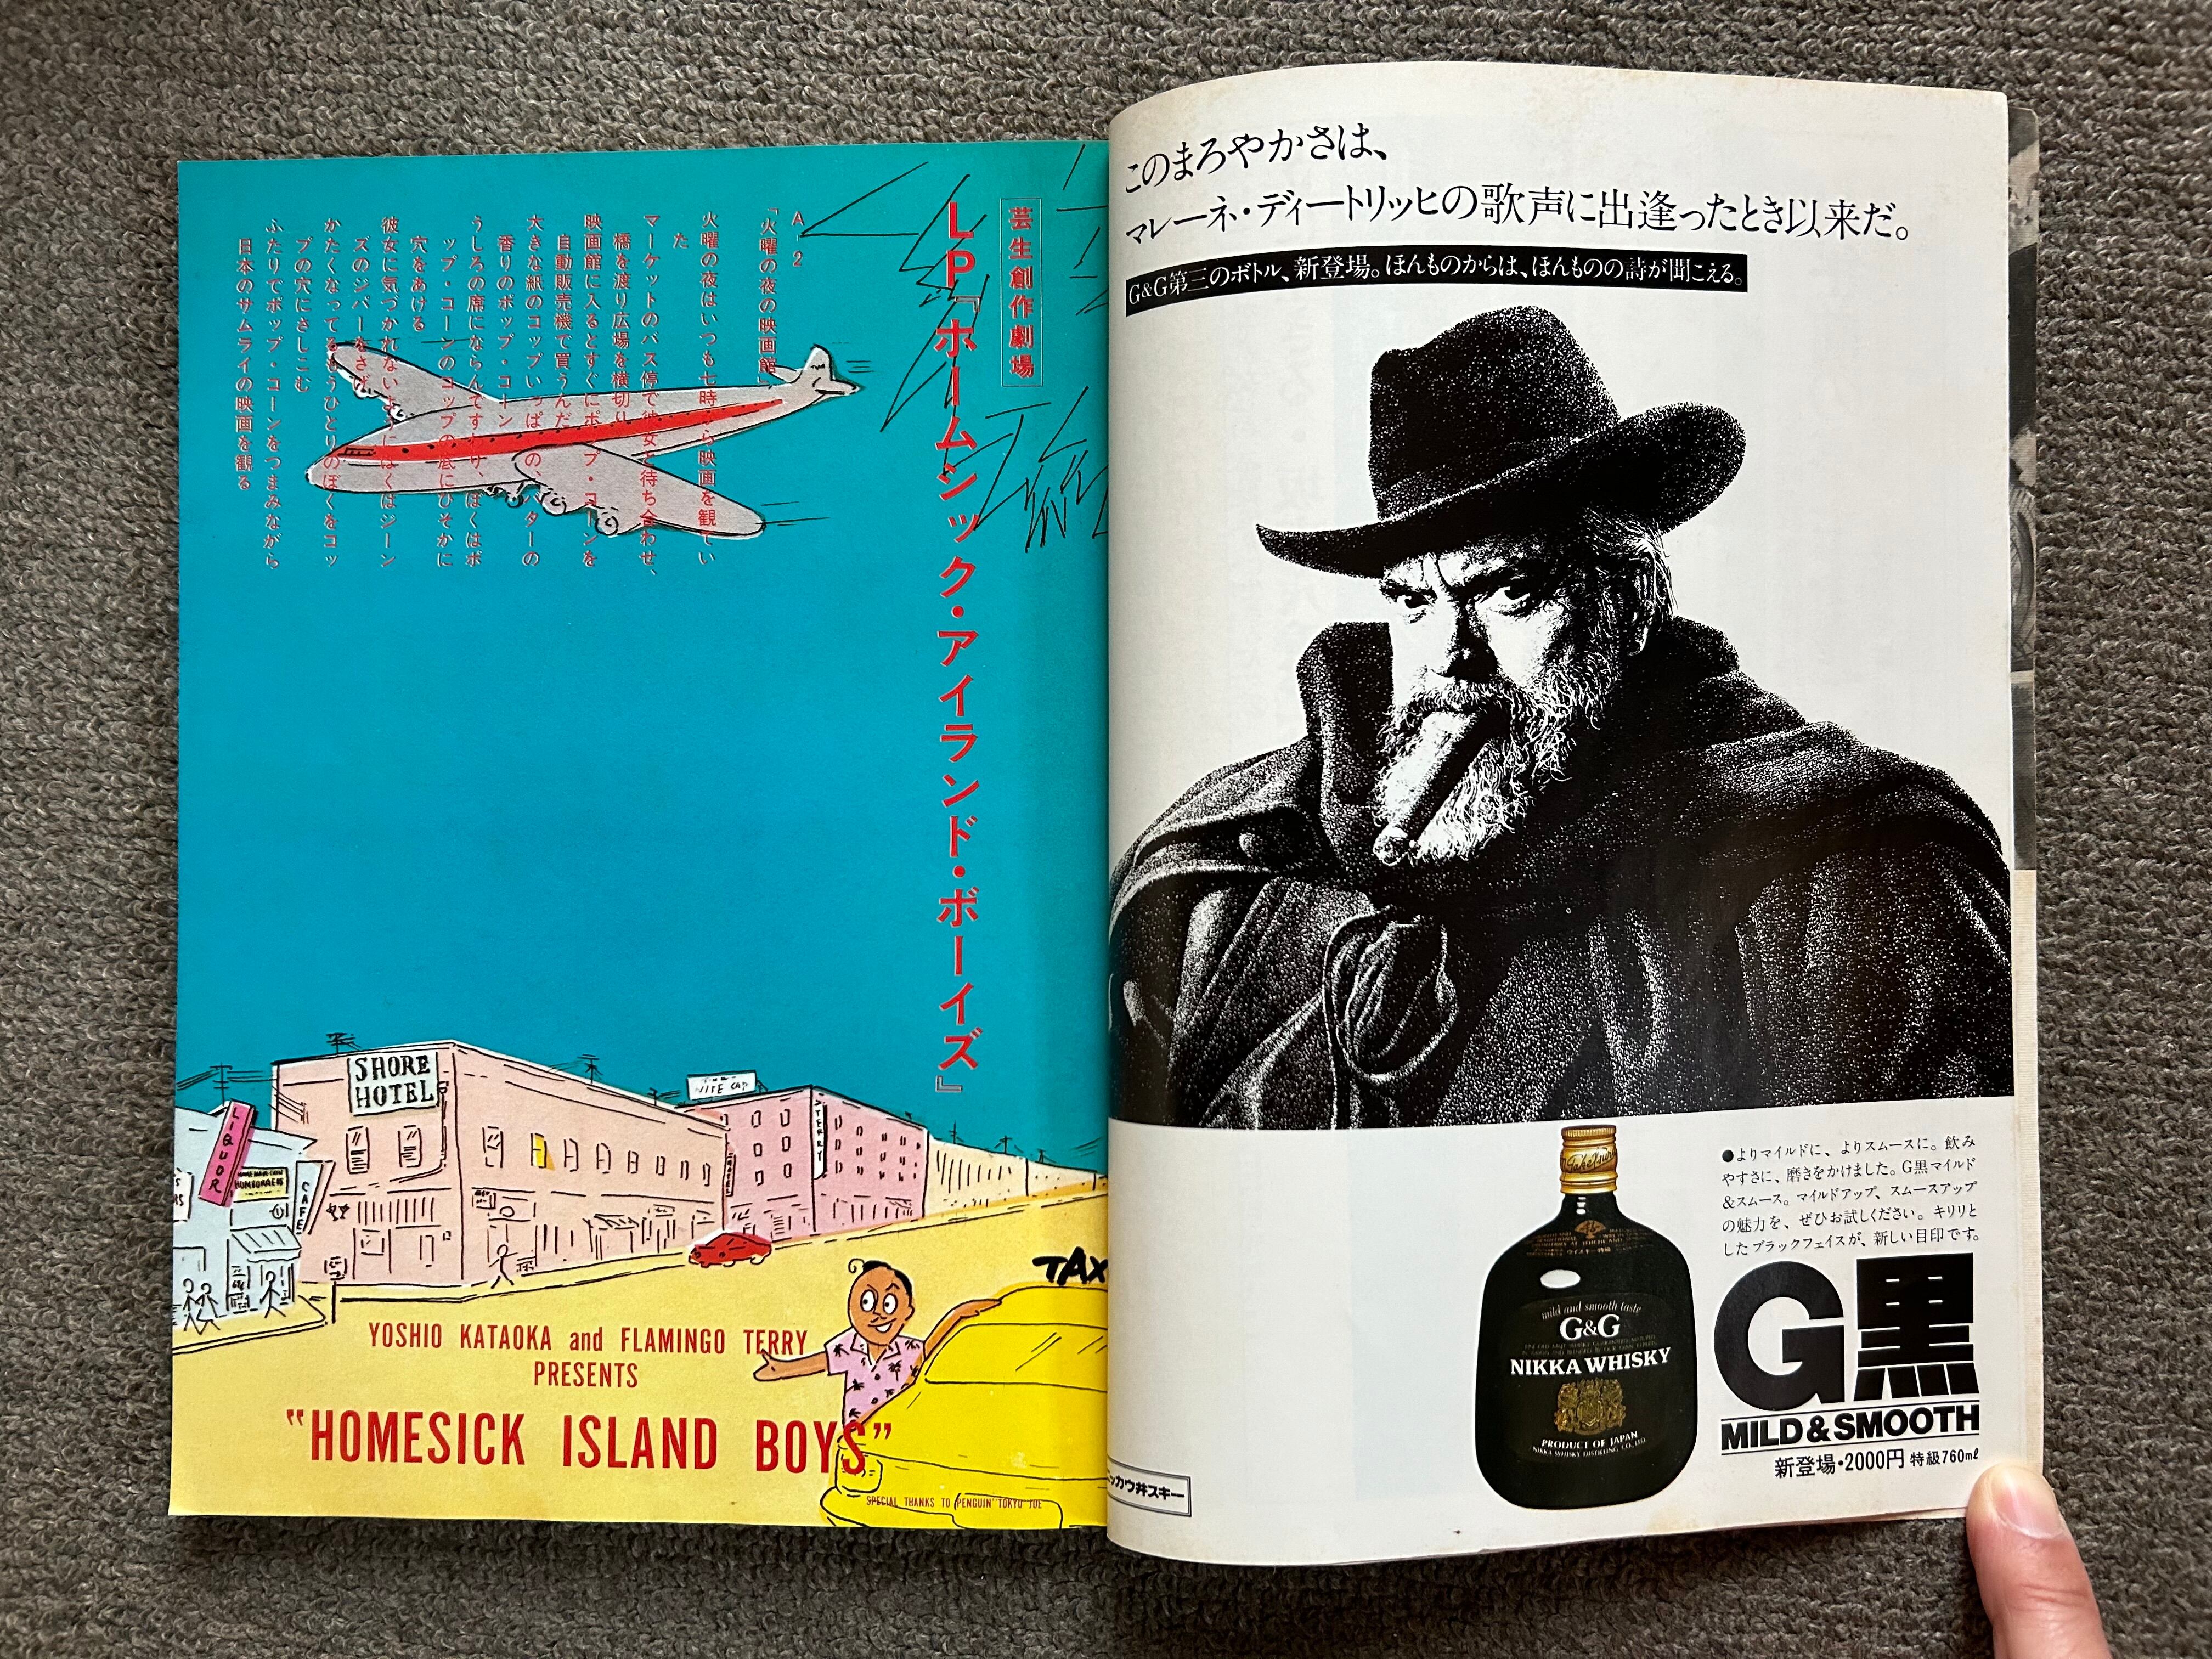 芸生創作劇場
LP『ホームシック・アイランド・ボーイズ』
A–2
「火曜の夜の映画館」
火曜の夜はいつも七時から映画を観てい
た
マーケットのバス停で彼女と待ち合わせ、
橋を渡り広場を横切り
映画館に入るとすぐにポップ・コーンを
自動販売機で買うんだ
大きな紙のコップいっぱいの、バターの
香りのポップ・コーン
うしろの席にならんですわり、ぼくはポ
ップ・コーンのコップの底にひそかに
穴をあける
彼女に気づかれないようにぼくはジーン
ズのジパーをさげ
かたくなってるもうひとりのぼくをコッ
プの穴にさしこむ
ふたりでポップ・コーンをつまみながら、
日本のサムライの映画を観る
SHORE
HOTEL
LIQUOR
CAFE
NITE CAP
TERRY
HOTEL
TAX
YOSHIO KATAOKA and FLAMINGO TERRY
PRESENTS
"HOMESICK ISLAND BOYS"
SPECIAL THANKS TO PENGUIN "TOKYO" JOE
このまろやかさは、
マレーネ・ディートリッヒの歌声に出逢ったとき以来だ。
G&G第三のボトル、新登場。ほんものからは、ほんものの詩が聞こえる。
●よりマイルドに、よりスムースに。飲み
やすさに、磨きをかけました。G黒マイルド
&スムース。マイルドアップ、スムースアップ
の魅力を、ぜひお試しください。キリリと
したブラックフェイスが、新しい目印です。
mild and smooth taste
G&G
NIKKA WHISKY
PRODUCT OF JAPAN
NIKKA WHISKY DISTILLING CO., LTD.
G黒
MILD & SMOOTH
新登場・2000円 特級760ml
ニッカウ井スキー